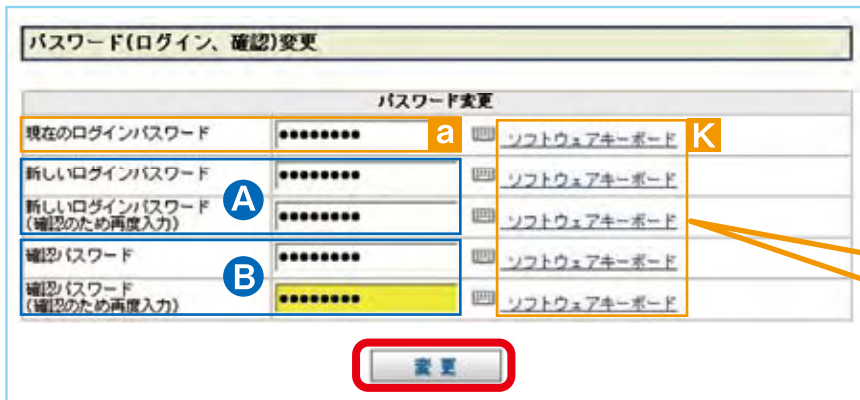 パスワード(ログイン、確認)変更
パスワード変更
現在のログインパスワード ●●●●●●●● a ソフトウェアキーボード K
新しいログインパスワード ●●●●●●●● ソフトウェアキーボード
A
新しいログインパスワード
(確認のため再度入力) ●●●●●●●● ソフトウェアキーボード
確認パスワード ●●●●●●●● ソフトウェアキーボード
B
確認パスワード
(確認のため再度入力) ●●●●●●●● ソフトウェアキーボード
変更